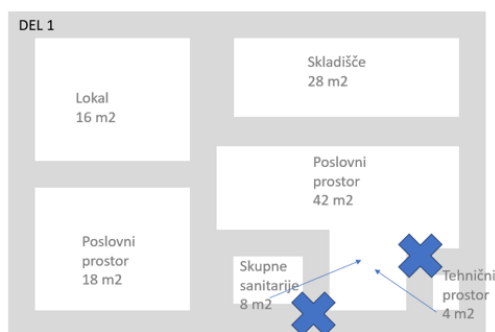 DEL 1
Lokal
16 m2
Skladišče
28 m2
Poslovni
prostor
42 m2
Poslovni
prostor
18 m2
Skupne
sanitarije
8 m2
Tehnični
prostor
4 m2